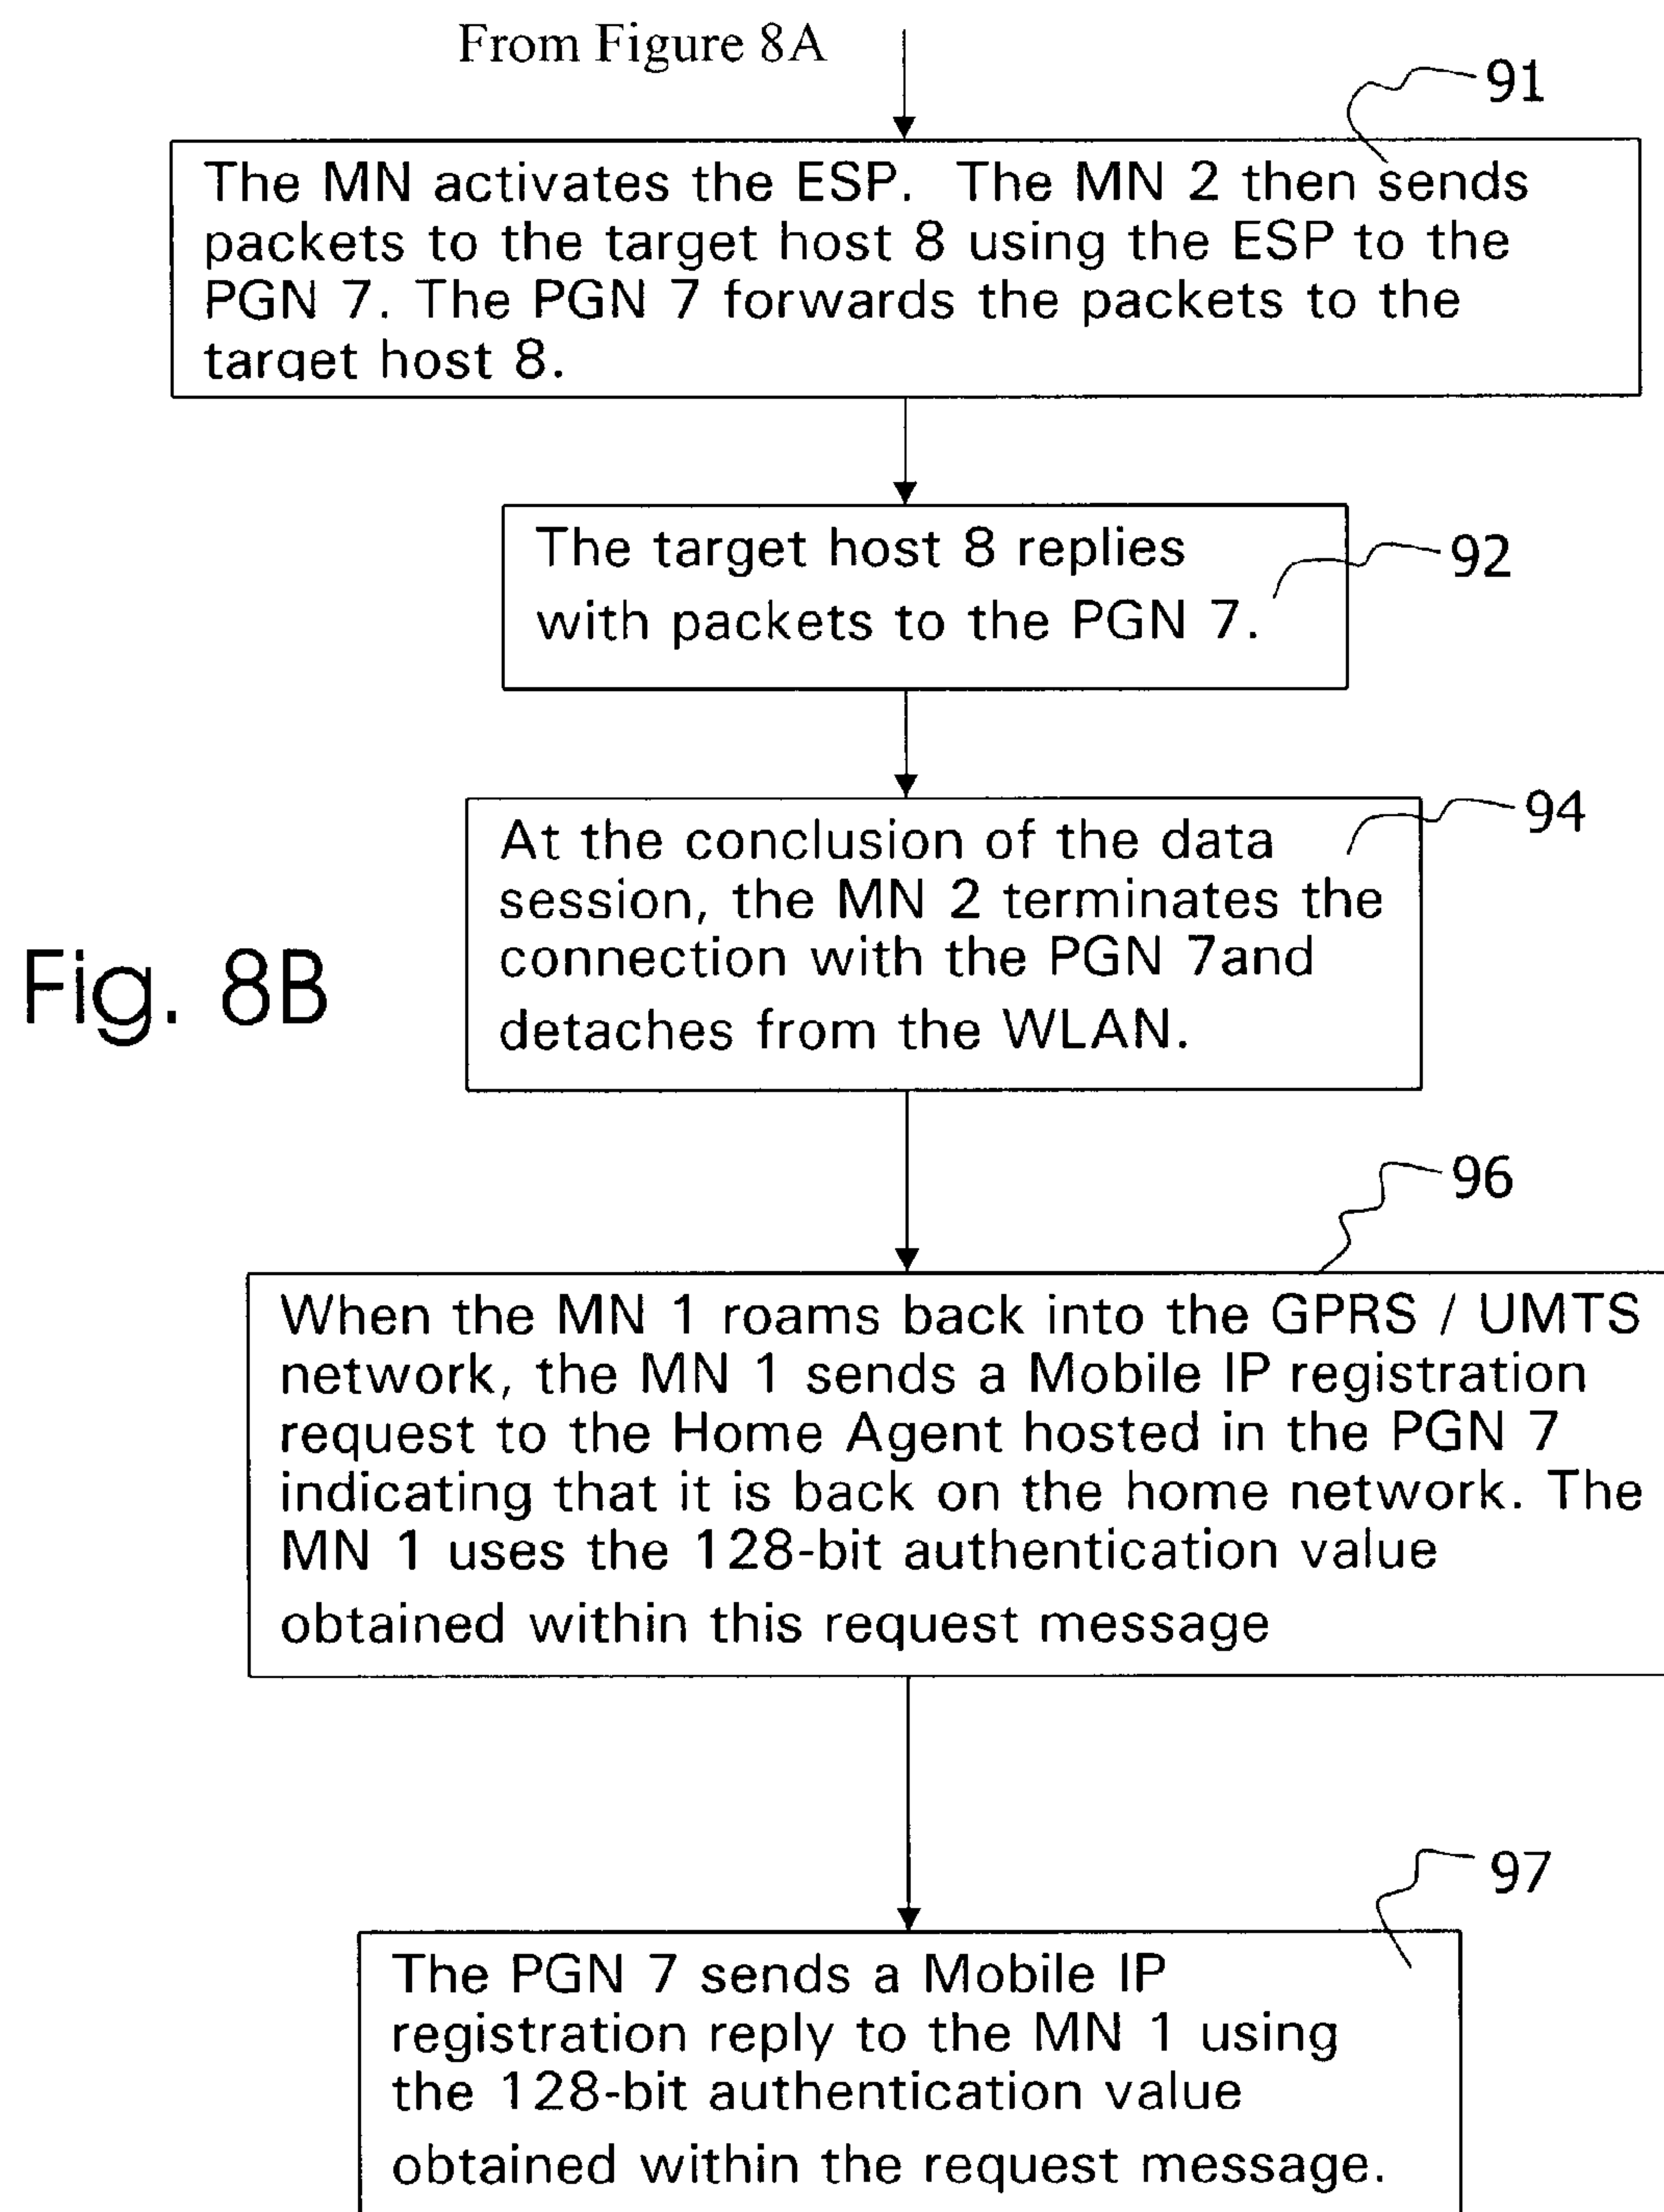 From Figure 8A
91
The MN activates the ESP. The MN 2 then sends
packets to the target host 8 using the ESP to the
PGN 7. The PGN 7 forwards the packets to the
target host 8.
92
The target host 8 replies
with packets to the PGN 7.
94
At the conclusion of the data
session, the MN 2 terminates the
connection with the PGN 7and
detaches from the WLAN.
Fig. 8B
96
When the MN 1 roams back into the GPRS / UMTS
network, the MN 1 sends a Mobile IP registration
request to the Home Agent hosted in the PGN 7
indicating that it is back on the home network. The
MN 1 uses the 128-bit authentication value
obtained within this request message
97
The PGN 7 sends a Mobile IP
registration reply to the MN 1 using
the 128-bit authentication value
obtained within the request message.